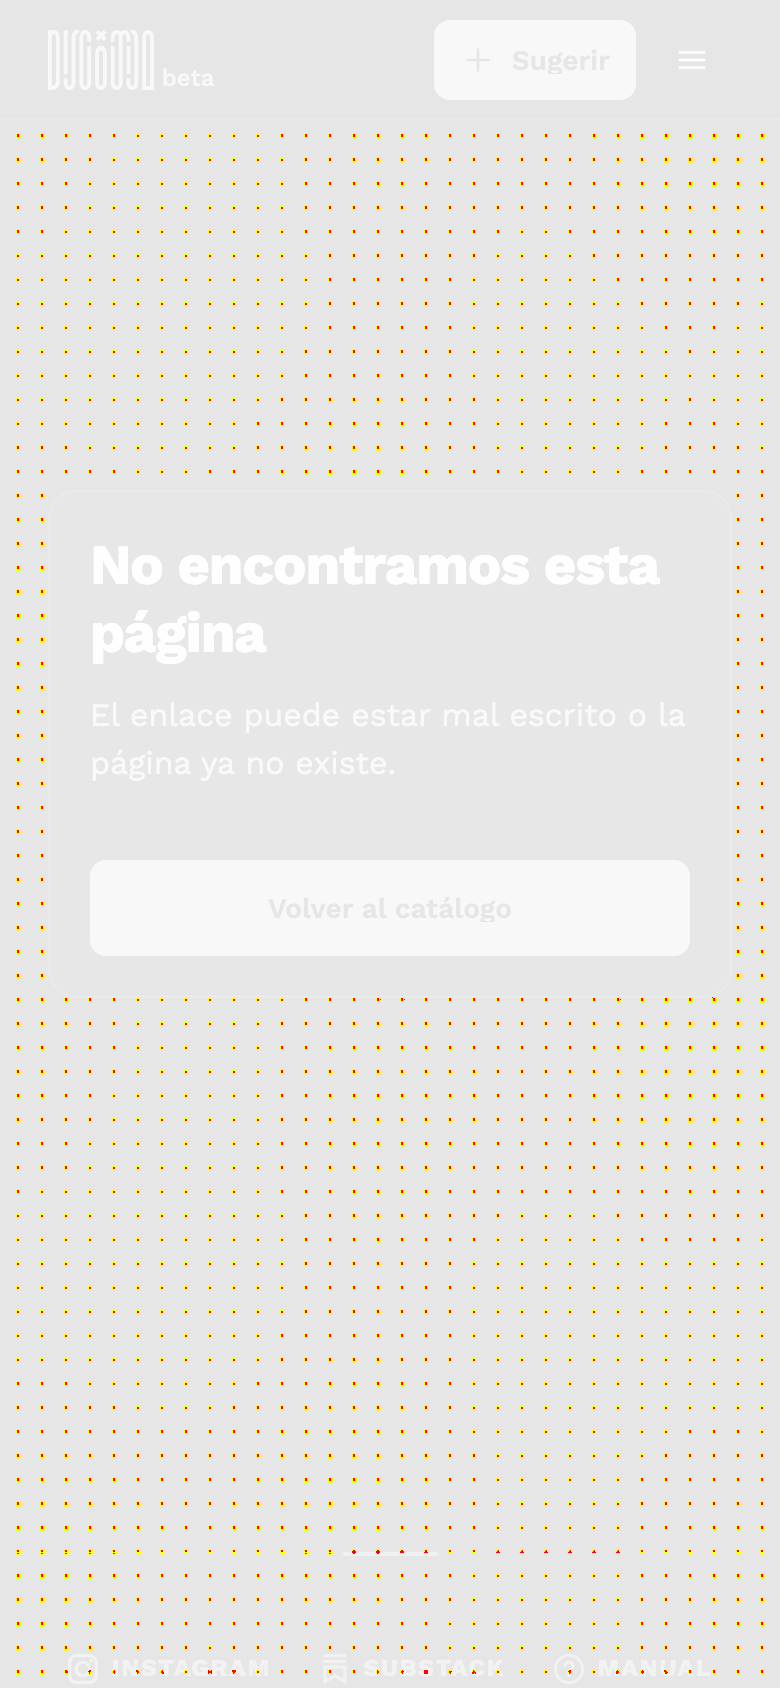 beta
Sugerir
No encontramos esta
página
El enlace puede estar mal escrito o la
página ya no existe.
Volver al catálogo
INSTAGRAM SUBSTACK MANUAL